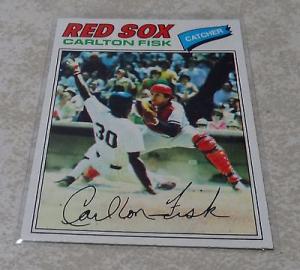 RED SOX
CARLTON FISK
CATCHER
30
Carlton Fisk